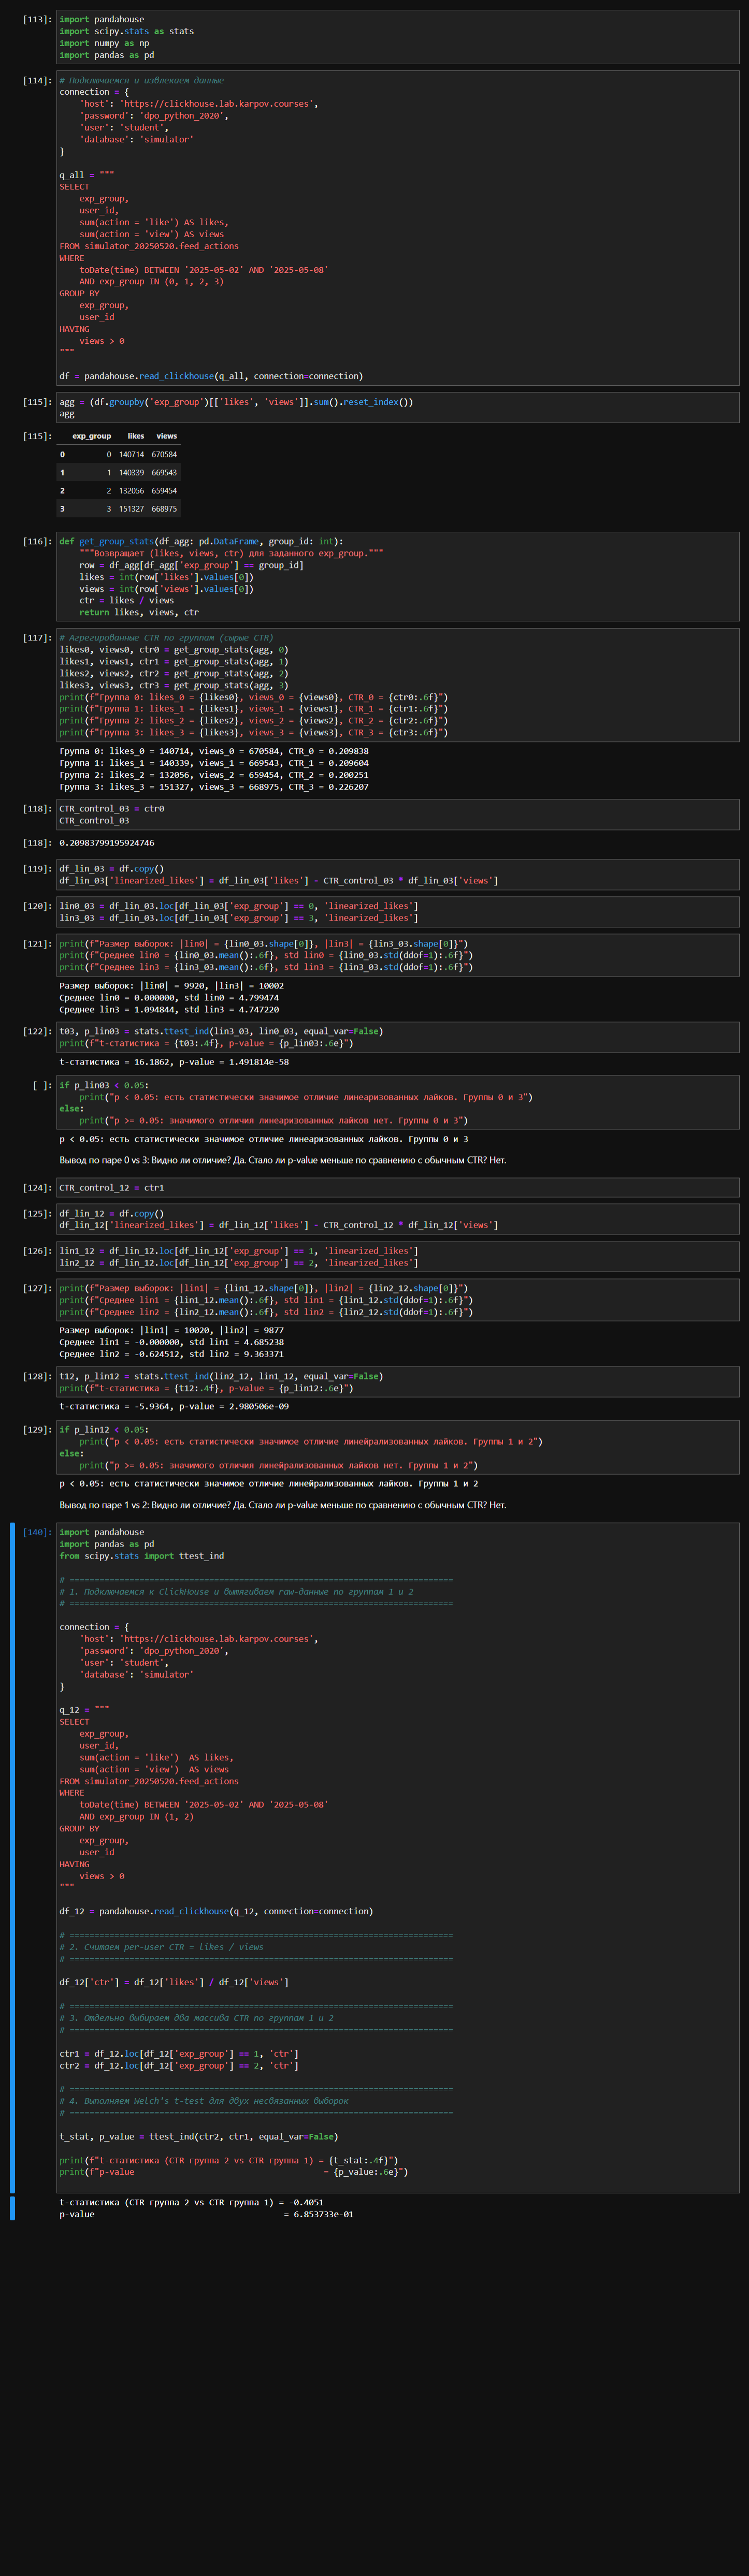 [113]: import pandahouse
import scipy.stats as stats
import numpy as np
import pandas as pd
[114]: # Подключаемся и извлекаем данные
connection = {
    'host': 'https://clickhouse.lab.karpov.courses',
    'password': 'dpo_python_2020',
    'user': 'student',
    'database': 'simulator'
}
q_all = """
SELECT
    exp_group,
    user_id,
    sum(action = 'like') AS likes,
    sum(action = 'view') AS views
FROM simulator_20250520.feed_actions
WHERE
    toDate(time) BETWEEN '2025-05-02' AND '2025-05-08'
    AND exp_group IN (0, 1, 2, 3)
GROUP BY
    exp_group,
    user_id
HAVING
    views > 0
"""
df = pandahouse.read_clickhouse(q_all, connection=connection)
[115]: agg = (df.groupby('exp_group')[['likes', 'views']].sum().reset_index())
agg
[115]: exp_group likes views
0 0 140714 670584
1 1 140339 669543
2 2 132056 659454
3 3 151327 668975
[116]: def get_group_stats(df_agg: pd.DataFrame, group_id: int):
    """Возвращает (likes, views, ctr) для заданного exp_group."""
    row = df_agg[df_agg['exp_group'] == group_id]
    likes = int(row['likes'].values[0])
    views = int(row['views'].values[0])
    ctr = likes / views
    return likes, views, ctr
[117]: # Агрегированные CTR по группам (сырые CTR)
likes0, views0, ctr0 = get_group_stats(agg, 0)
likes1, views1, ctr1 = get_group_stats(agg, 1)
likes2, views2, ctr2 = get_group_stats(agg, 2)
likes3, views3, ctr3 = get_group_stats(agg, 3)
print(f"Группа 0: likes_0 = {likes0}, views_0 = {views0}, CTR_0 = {ctr0:.6f}")
print(f"Группа 1: likes_1 = {likes1}, views_1 = {views1}, CTR_1 = {ctr1:.6f}")
print(f"Группа 2: likes_2 = {likes2}, views_2 = {views2}, CTR_2 = {ctr2:.6f}")
print(f"Группа 3: likes_3 = {likes3}, views_3 = {views3}, CTR_3 = {ctr3:.6f}")
Группа 0: likes_0 = 140714, views_0 = 670584, CTR_0 = 0.209838
Группа 1: likes_1 = 140339, views_1 = 669543, CTR_1 = 0.209604
Группа 2: likes_2 = 132056, views_2 = 659454, CTR_2 = 0.200251
Группа 3: likes_3 = 151327, views_3 = 668975, CTR_3 = 0.226207
[118]: CTR_control_03 = ctr0
CTR_control_03
[118]: 0.20983799195924746
[119]: df_lin_03 = df.copy()
df_lin_03['linearized_likes'] = df_lin_03['likes'] - CTR_control_03 * df_lin_03['views']
[120]: lin0_03 = df_lin_03.loc[df_lin_03['exp_group'] == 0, 'linearized_likes']
lin3_03 = df_lin_03.loc[df_lin_03['exp_group'] == 3, 'linearized_likes']
[121]: print(f"Размер выборок: |lin0| = {lin0_03.shape[0]}, |lin3| = {lin3_03.shape[0]}")
print(f"Среднее lin0 = {lin0_03.mean():.6f}, std lin0 = {lin0_03.std(ddof=1):.6f}")
print(f"Среднее lin3 = {lin3_03.mean():.6f}, std lin3 = {lin3_03.std(ddof=1):.6f}")
Размер выборок: |lin0| = 9920, |lin3| = 10002
Среднее lin0 = 0.000000, std lin0 = 4.799474
Среднее lin3 = 1.094844, std lin3 = 4.747220
[122]: t03, p_lin03 = stats.ttest_ind(lin3_03, lin0_03, equal_var=False)
print(f"t-статистика = {t03:.4f}, p-value = {p_lin03:.6e}")
t-статистика = 16.1862, p-value = 1.491814e-58
[ ]: if p_lin03 < 0.05:
    print("p < 0.05: есть статистически значимое отличие линеаризованных лайков. Группы 0 и 3")
else:
    print("p >= 0.05: значимого отличия линеаризованных лайков нет. Группы 0 и 3")
p < 0.05: есть статистически значимое отличие линеаризованных лайков. Группы 0 и 3
Вывод по паре 0 vs 3: Видно ли отличие? Да. Стало ли p-value меньше по сравнению с обычным CTR? Нет.
[124]: CTR_control_12 = ctr1
[125]: df_lin_12 = df.copy()
df_lin_12['linearized_likes'] = df_lin_12['likes'] - CTR_control_12 * df_lin_12['views']
[126]: lin1_12 = df_lin_12.loc[df_lin_12['exp_group'] == 1, 'linearized_likes']
lin2_12 = df_lin_12.loc[df_lin_12['exp_group'] == 2, 'linearized_likes']
[127]: print(f"Размер выборок: |lin1| = {lin1_12.shape[0]}, |lin2| = {lin2_12.shape[0]}")
print(f"Среднее lin1 = {lin1_12.mean():.6f}, std lin1 = {lin1_12.std(ddof=1):.6f}")
print(f"Среднее lin2 = {lin2_12.mean():.6f}, std lin2 = {lin2_12.std(ddof=1):.6f}")
Размер выборок: |lin1| = 10020, |lin2| = 9877
Среднее lin1 = -0.000000, std lin1 = 4.685238
Среднее lin2 = -0.624512, std lin2 = 9.363371
[128]: t12, p_lin12 = stats.ttest_ind(lin2_12, lin1_12, equal_var=False)
print(f"t-статистика = {t12:.4f}, p-value = {p_lin12:.6e}")
t-статистика = -5.9364, p-value = 2.980506e-09
[129]: if p_lin12 < 0.05:
    print("p < 0.05: есть статистически значимое отличие линейрализованных лайков. Группы 1 и 2")
else:
    print("p >= 0.05: значимого отличия линейрализованных лайков нет. Группы 1 и 2")
p < 0.05: есть статистически значимое отличие линейрализованных лайков. Группы 1 и 2
Вывод по паре 1 vs 2: Видно ли отличие? Да. Стало ли p-value меньше по сравнению с обычным CTR? Нет.
[140]: import pandahouse
import pandas as pd
from scipy.stats import ttest_ind
# =============================================================================
# 1. Подключаемся к ClickHouse и вытягиваем raw-данные по группам 1 и 2
# =============================================================================
connection = {
    'host': 'https://clickhouse.lab.karpov.courses',
    'password': 'dpo_python_2020',
    'user': 'student',
    'database': 'simulator'
}
q_12 = """
SELECT
    exp_group,
    user_id,
    sum(action = 'like')  AS likes,
    sum(action = 'view')  AS views
FROM simulator_20250520.feed_actions
WHERE
    toDate(time) BETWEEN '2025-05-02' AND '2025-05-08'
    AND exp_group IN (1, 2)
GROUP BY
    exp_group,
    user_id
HAVING
    views > 0
"""
df_12 = pandahouse.read_clickhouse(q_12, connection=connection)
# =============================================================================
# 2. Считаем per-user CTR = likes / views
# =============================================================================
df_12['ctr'] = df_12['likes'] / df_12['views']
# =============================================================================
# 3. Отдельно выбираем два массива CTR по группам 1 и 2
# =============================================================================
ctr1 = df_12.loc[df_12['exp_group'] == 1, 'ctr']
ctr2 = df_12.loc[df_12['exp_group'] == 2, 'ctr']
# =============================================================================
# 4. Выполняем Welch's t-test для двух несвязанных выборок
# =============================================================================
t_stat, p_value = ttest_ind(ctr2, ctr1, equal_var=False)
print(f"t-статистика (CTR группа 2 vs CTR группа 1) = {t_stat:.4f}")
print(f"p-value                                      = {p_value:.6e}")
t-статистика (CTR группа 2 vs CTR группа 1) = -0.4051
p-value                                      = 6.853733e-01